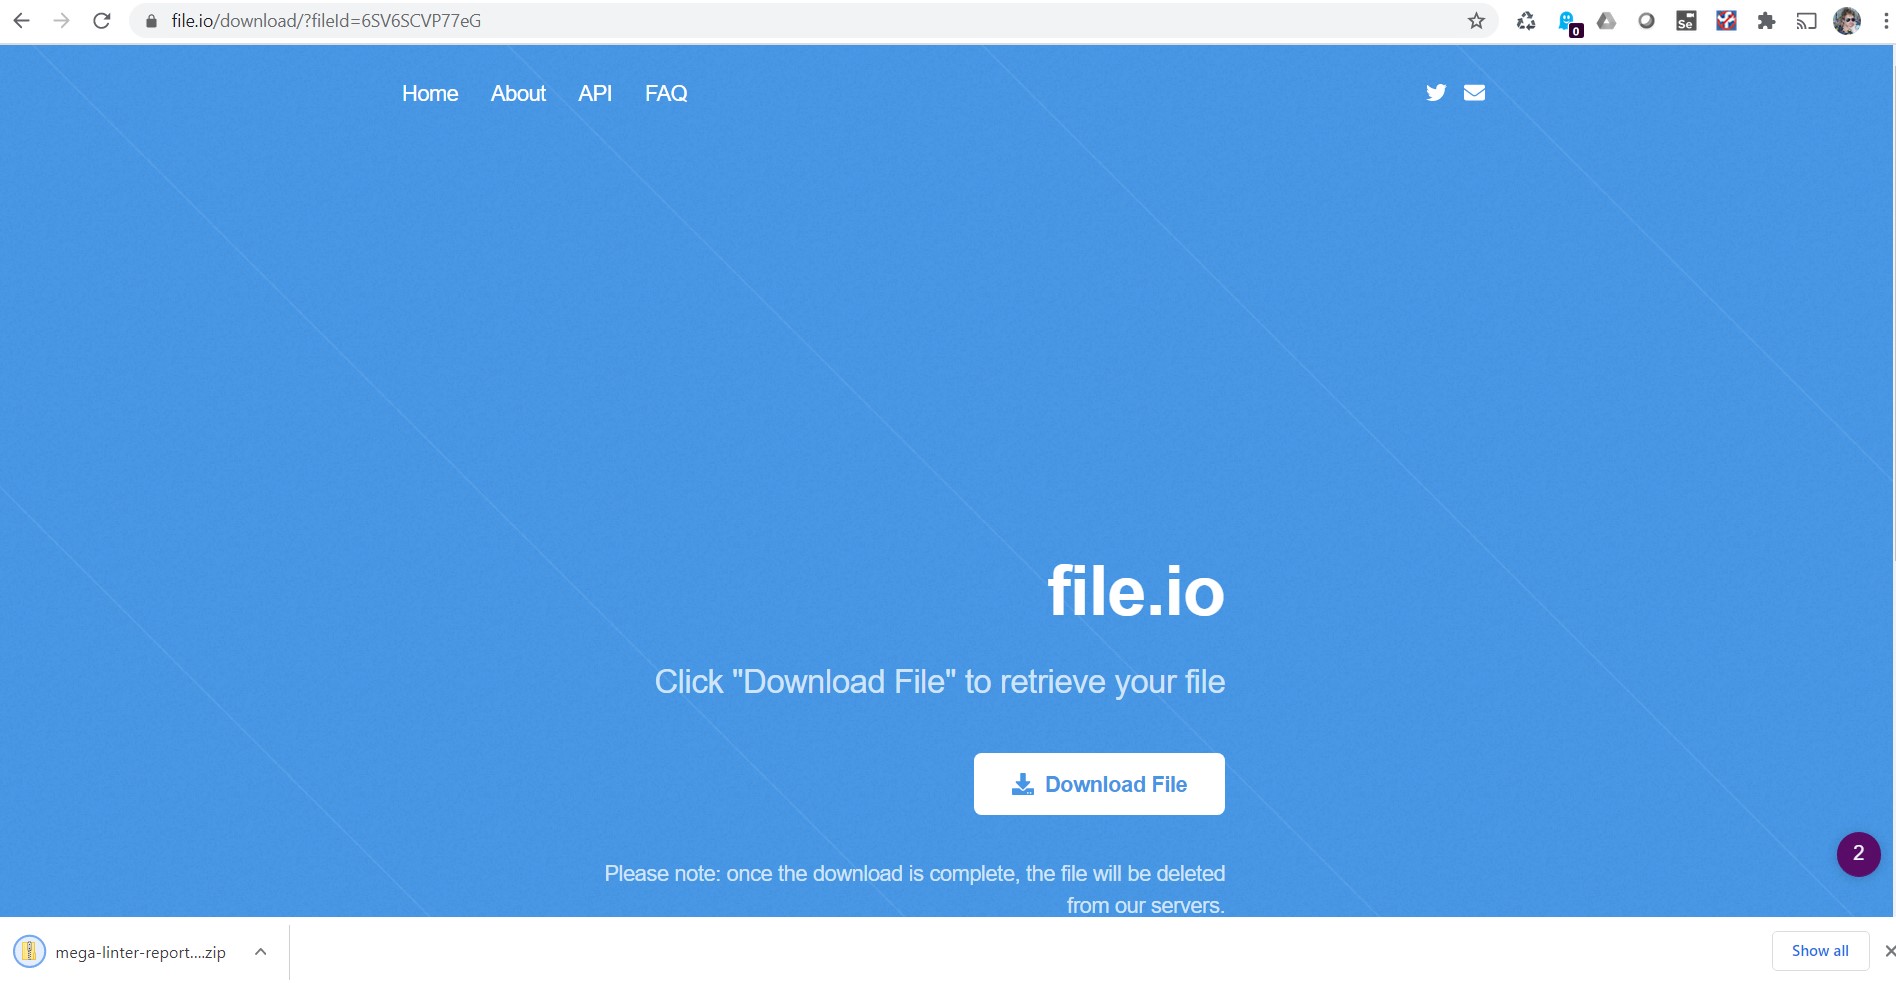 file.io/download/?fileId=6SV6SCVP77eG
0
Se
Home About API FAQ
file.io
Click "Download File" to retrieve your file
Download File
Please note: once the download is complete, the file will be deleted
from our servers.
2
mega-linter-report....zip
Show all